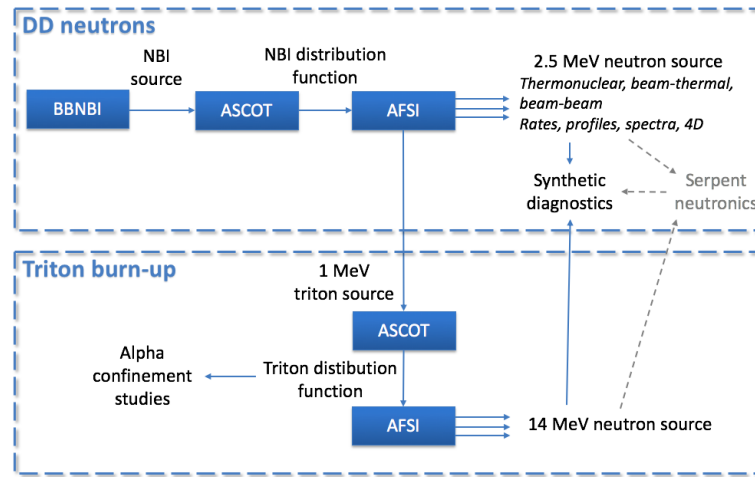 DD neutrons
NBI
source
NBI distribution
function
2.5 MeV neutron source
Thermonuclear, beam-thermal,
beam-beam
Rates, profiles, spectra, 4D
BBNBI
ASCOT
AFSI
Synthetic
diagnostics
Serpent
neutronics
Triton burn-up
1 MeV
triton source
ASCOT
Alpha
confinement
studies
Triton distibution
function
AFSI
14 MeV neutron source